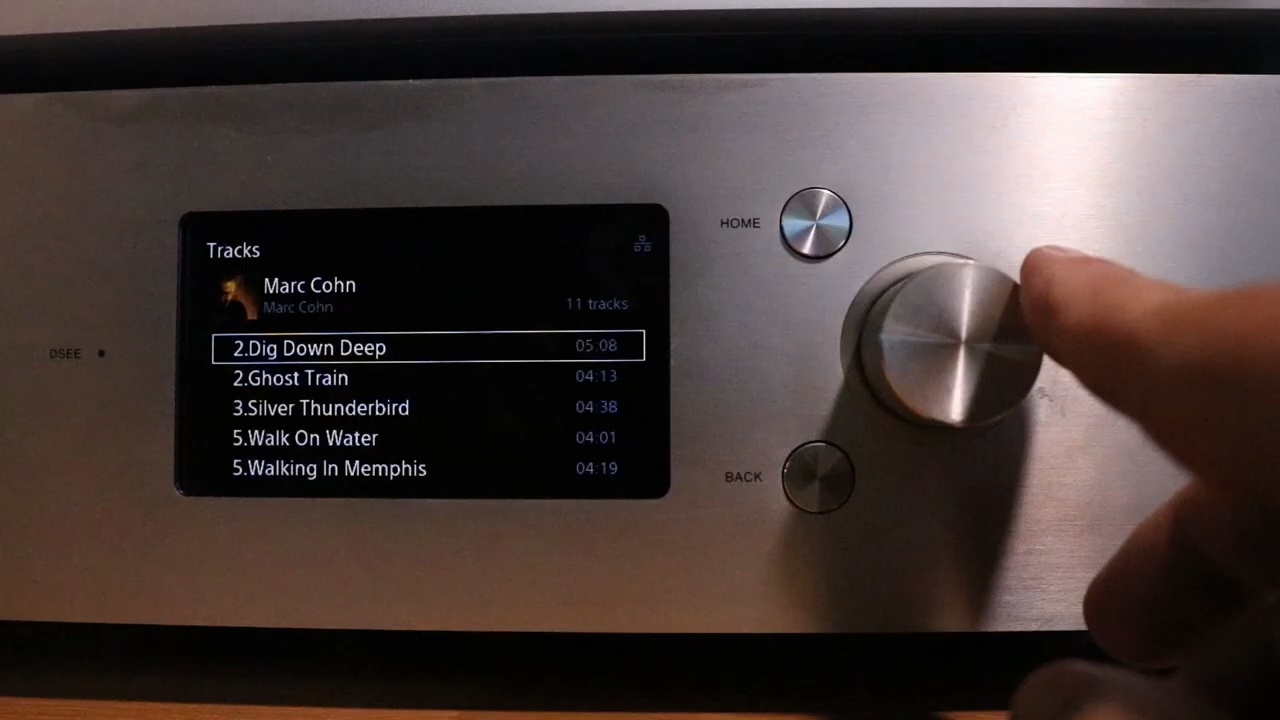 Tracks
Marc Cohn
Marc Cohn
11 tracks
2.Dig Down Deep 05:08
2.Ghost Train 04:13
3.Silver Thunderbird 04:38
5.Walk On Water 04:01
5.Walking In Memphis 04:19
DSEE
HOME
BACK